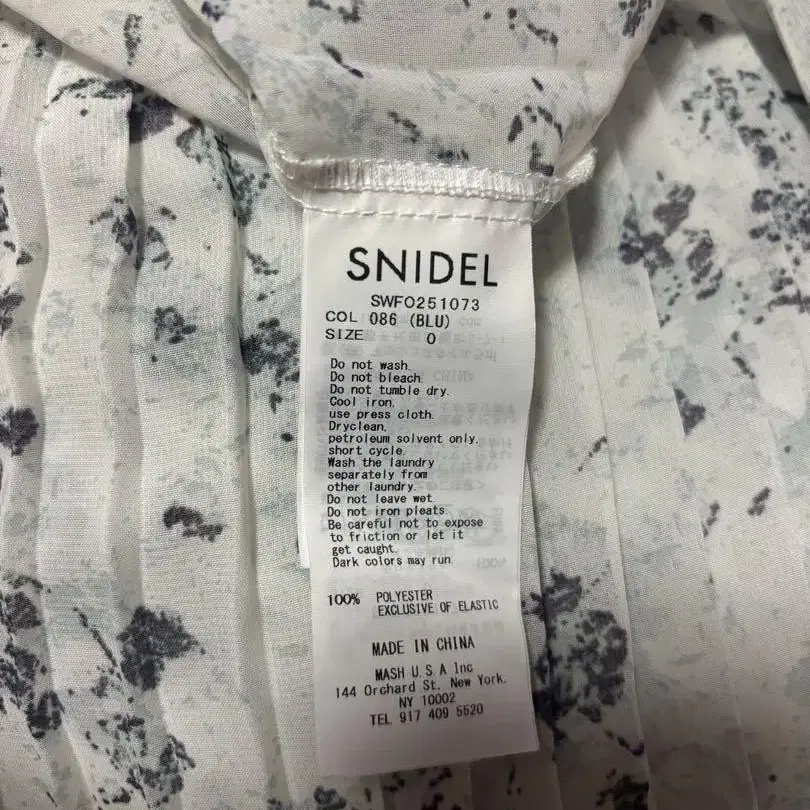 SNIDEL
SWFO251073
COL 086 (BLU)
SIZE 0
Do not wash.
Do not bleach.
Do not tumble dry.
Cool iron,
use press cloth.
Dryclean,
petroleum solvent only.
short cycle.
Wash the laundry
separately from
other laundry.
Do not leave wet.
Do not iron pleats.
Be careful not to expose
to friction or let it
get caught.
Dark colors may run.
100% POLYESTER
EXCLUSIVE OF ELASTIC
MADE IN CHINA
MASH U.S.A Inc
144 Orchard St. New York.
NY 10002
TEL 917 409 5520